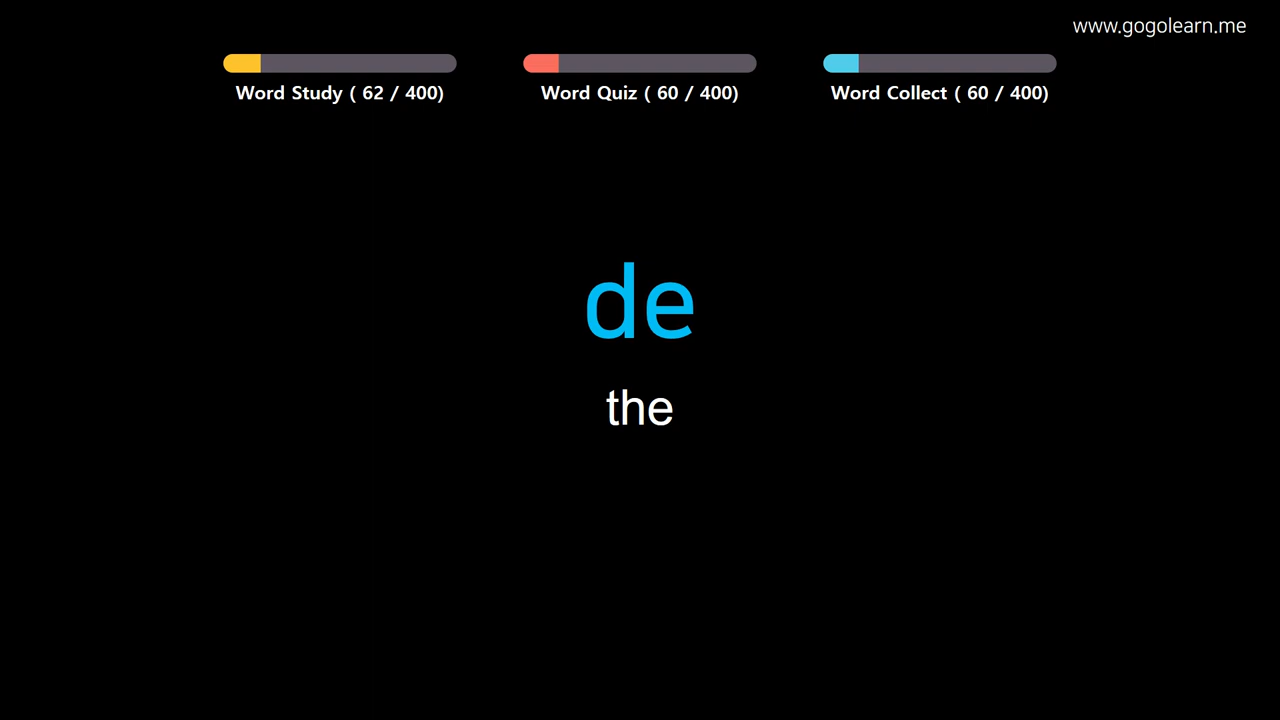 www.gogolearn.me
Word Study ( 62 / 400)
Word Quiz ( 60 / 400)
Word Collect ( 60 / 400)
de
the